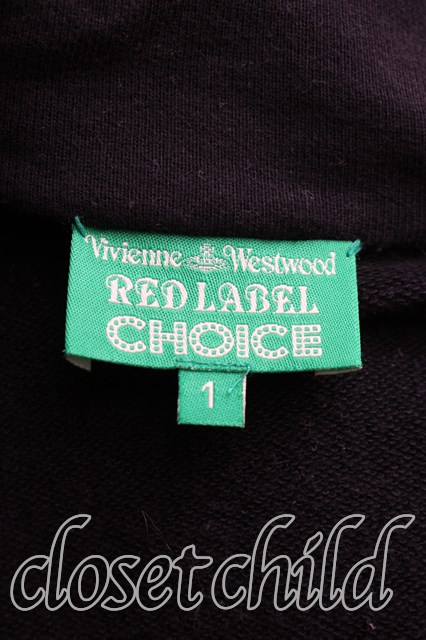 Vivienne Westwood
RED LABEL
CHOICE
1
closet child